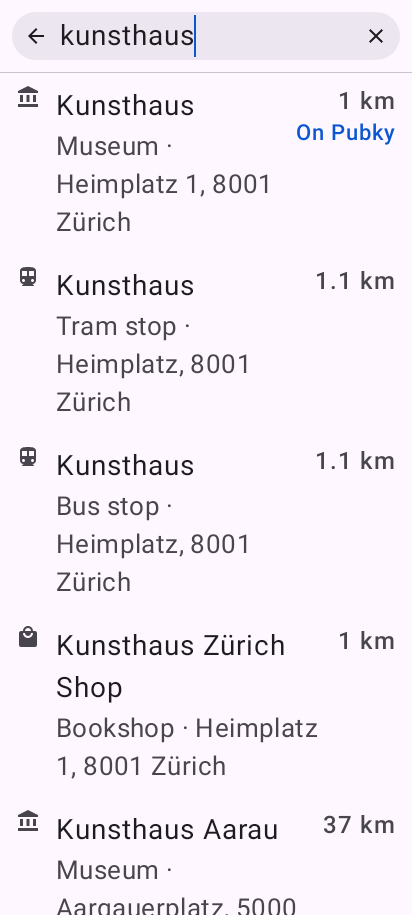 kunsthaus
Kunsthaus
1 km
On Pubky
Museum ·
Heimplatz 1, 8001
Zürich
Kunsthaus
1.1 km
Tram stop ·
Heimplatz, 8001
Zürich
Kunsthaus
1.1 km
Bus stop ·
Heimplatz, 8001
Zürich
Kunsthaus Zürich
Shop
1 km
Bookshop · Heimplatz
1, 8001 Zürich
Kunsthaus Aarau
37 km
Museum ·
Aargauerplatz, 5000